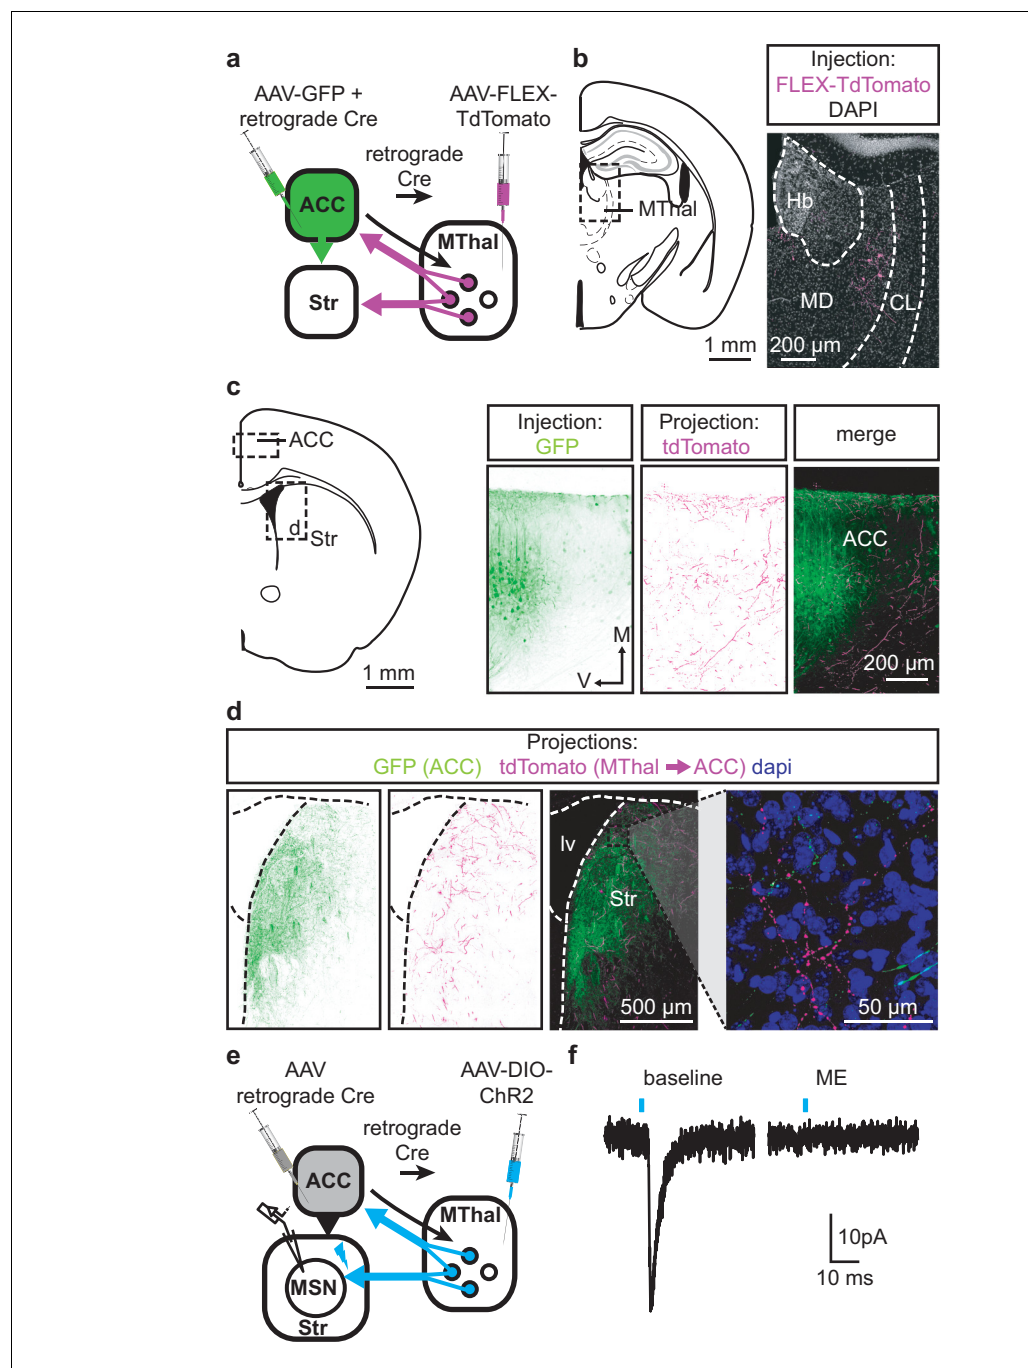 a
AAV-GFP +
retrograde Cre
AAV-FLEX-
TdTomato
retrograde
Cre
ACC
MThal
Str
b
MThal
1 mm
Injection:
FLEX-TdTomato
DAPI
Hb
MD
CL
200 µm
c
ACC
d
Str
1 mm
Injection:
GFP
Projection:
tdTomato
merge
M
V
ACC
200 µm
d
Projections:
GFP (ACC) tdTomato (MThal ➡ ACC) dapi
lv
Str
500 µm
50 µm
e
AAV
retrograde Cre
AAV-DIO-
ChR2
retrograde
Cre
ACC
MThal
MSN
Str
f
baseline
ME
10pA
10 ms